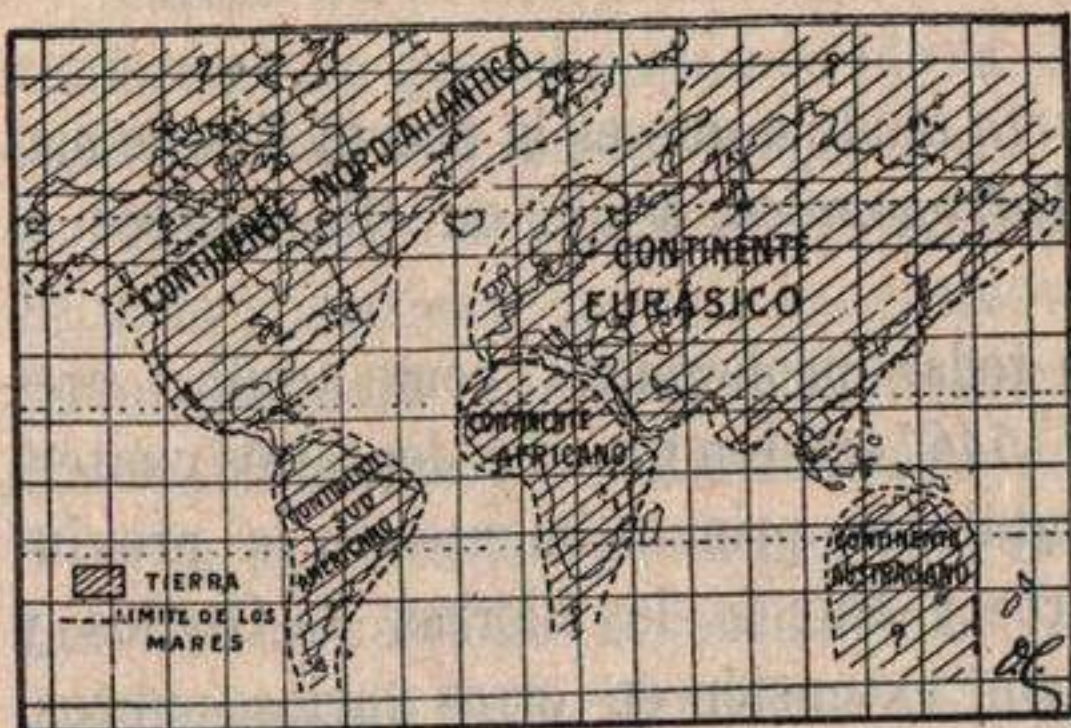 ?
?
CONTINENTE NORD-ATLANTICO
CONTINENTE
EURÁSICO
CONTINENTE
AFRICANO
CONTINENTE
SUD
AMERICANO
CONTINENTE
AUSTRALIANO
?
TIERRA
LIMITE DE LOS
MARES